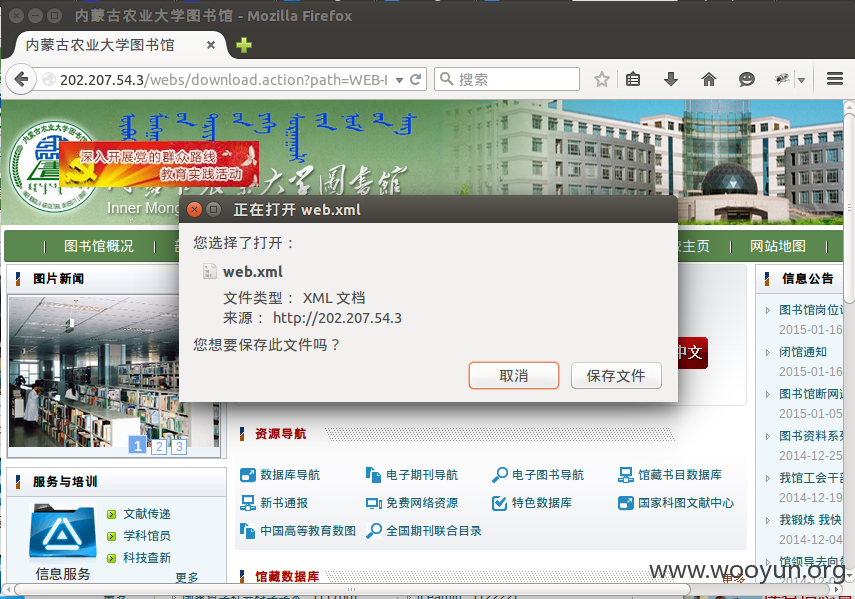 内蒙古农业大学图书馆 - Mozilla Firefox
内蒙古农业大学图书馆
202.207.54.3/webs/download.action?path=WEB-I
搜索
深入开展党的群众路线
教育实践活动
大学图書館
Inner Mong
图书馆概况
主页
网站地图
正在打开 web.xml
您选择了打开：
web.xml
文件类型： XML 文档
来源： http://202.207.54.3
您想要保存此文件吗？
取消
保存文件
中文
图片新闻
1 2 3
服务与培训
文献传递
学科馆员
科技查新
信息服务
更多
资源导航
数据库导航
电子期刊导航
电子图书导航
馆藏书目数据库
新书通报
免费网络资源
特色数据库
国家科图文献中心
中国高等教育数图
全国期刊联合目录
馆藏数据库
更多
信息公告
图书馆岗位
2015-01-16
闭馆通知
2015-01-16
图书馆断网
2015-01-05
图书资料系
2014-12-25
我馆工会干部
2014-12-19
我锻炼 我快
2014-12-04
馆领导去向
www.wooyun.org